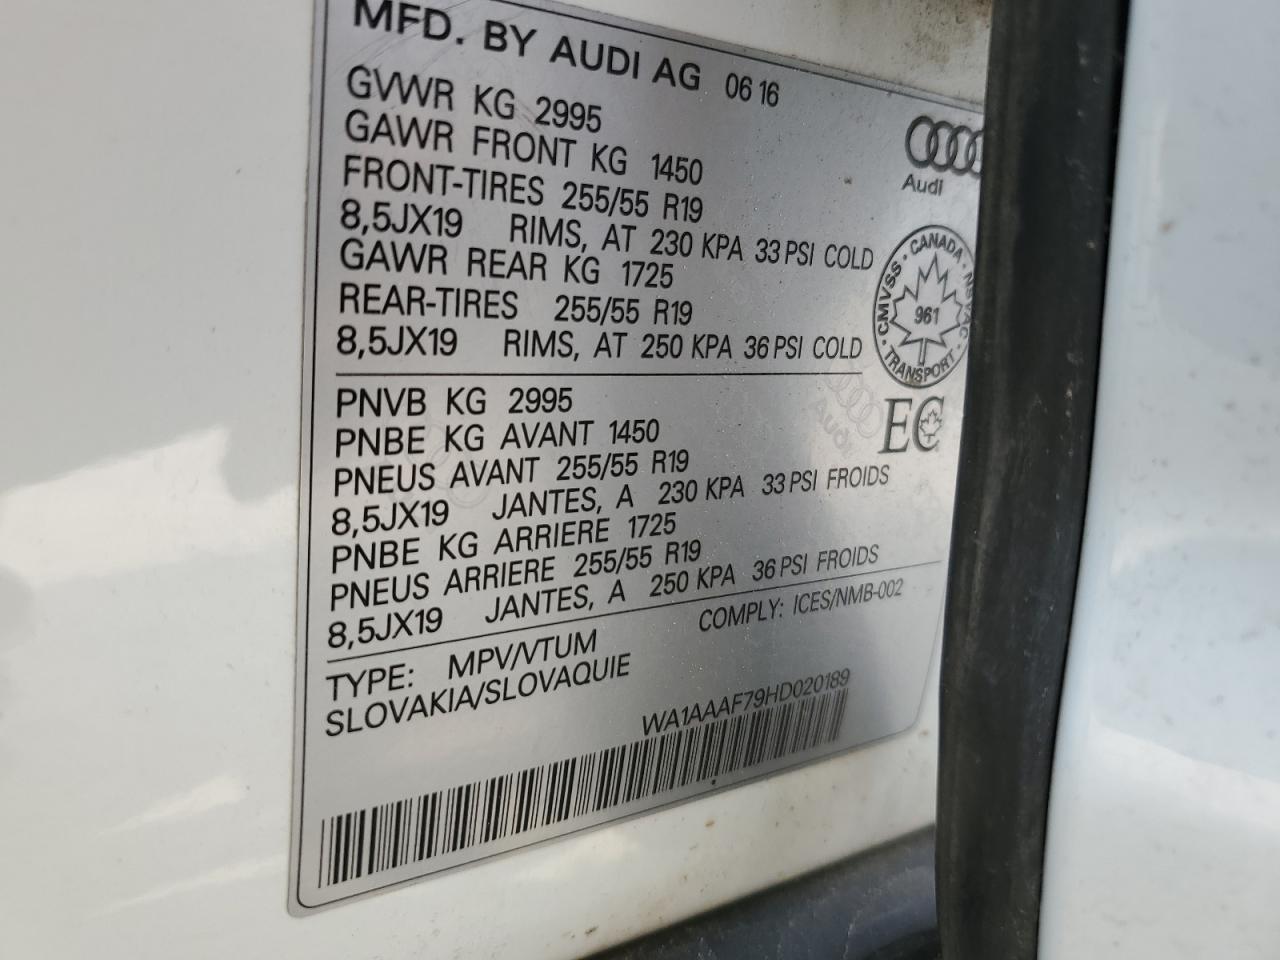 MFD. BY AUDI AG 06 16
GVWR KG 2995
GAWR FRONT KG 1450
FRONT-TIRES 255/55 R19
8,5JX19 RIMS, AT 230 KPA 33 PSI COLD
GAWR REAR KG 1725
REAR-TIRES 255/55 R19
8,5JX19 RIMS, AT 250 KPA 36 PSI COLD
Audi
CMVSS · CANADA · NSVAC · TRANSPORT ·
961
EC
PNVB KG 2995
PNBE KG AVANT 1450
PNEUS AVANT 255/55 R19
8,5JX19 JANTES, A 230 KPA 33 PSI FROIDS
PNBE KG ARRIERE 1725
PNEUS ARRIERE 255/55 R19
8,5JX19 JANTES, A 250 KPA 36 PSI FROIDS
Audi
TYPE: MPV/VTUM
COMPLY: ICES/NMB-002
SLOVAKIA/SLOVAQUIE
WA1AAAF79HD020189